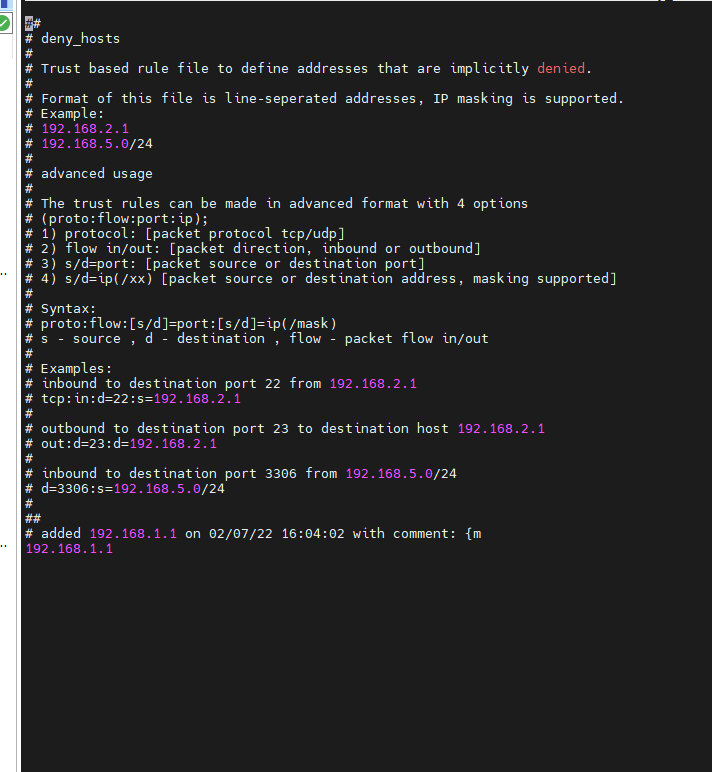 ##
# deny_hosts
#
# Trust based rule file to define addresses that are implicitly denied.
#
# Format of this file is line-seperated addresses, IP masking is supported.
# Example:
# 192.168.2.1
# 192.168.5.0/24
#
# advanced usage
#
# The trust rules can be made in advanced format with 4 options
# (proto:flow:port:ip);
# 1) protocol: [packet protocol tcp/udp]
# 2) flow in/out: [packet direction, inbound or outbound]
# 3) s/d=port: [packet source or destination port]
# 4) s/d=ip(/xx) [packet source or destination address, masking supported]
#
# Syntax:
# proto:flow:[s/d]=port:[s/d]=ip(/mask)
# s - source , d - destination , flow - packet flow in/out
#
# Examples:
# inbound to destination port 22 from 192.168.2.1
# tcp:in:d=22:s=192.168.2.1
#
# outbound to destination port 23 to destination host 192.168.2.1
# out:d=23:d=192.168.2.1
#
# inbound to destination port 3306 from 192.168.5.0/24
# d=3306:s=192.168.5.0/24
#
##
# added 192.168.1.1 on 02/07/22 16:04:02 with comment: {m
192.168.1.1